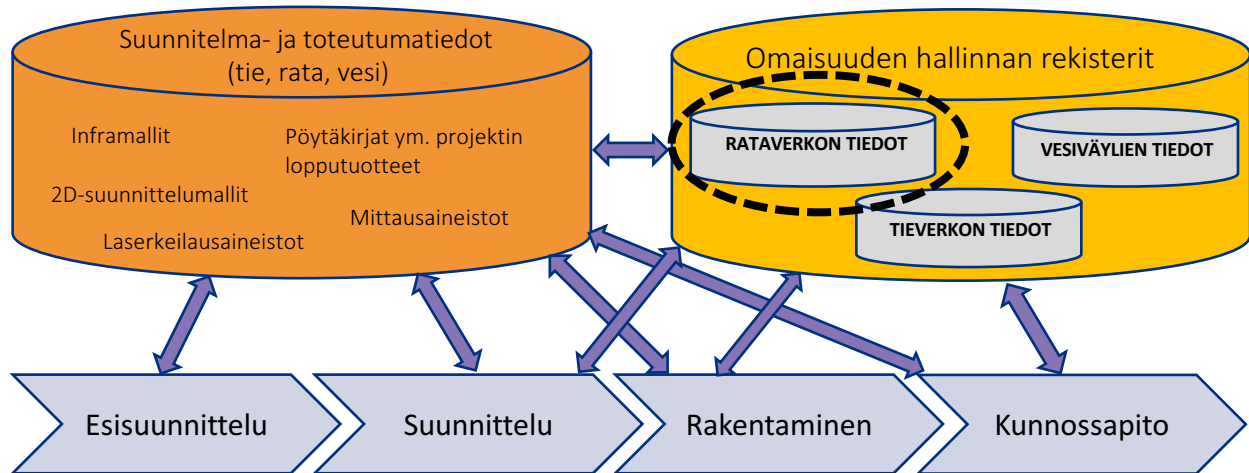 Suunnitelma- ja toteutumatiedot
(tie, rata, vesi)
Inframallit
Pöytäkirjat ym. projektin
lopputuotteet
2D-suunnittelumallit
Mittausaineistot
Laserkeilausaineistot
Omaisuuden hallinnan rekisterit
RATAVERKON TIEDOT
VESIVÄYLIEN TIEDOT
TIEVERKON TIEDOT
Esisuunnittelu
Suunnittelu
Rakentaminen
Kunnossapito